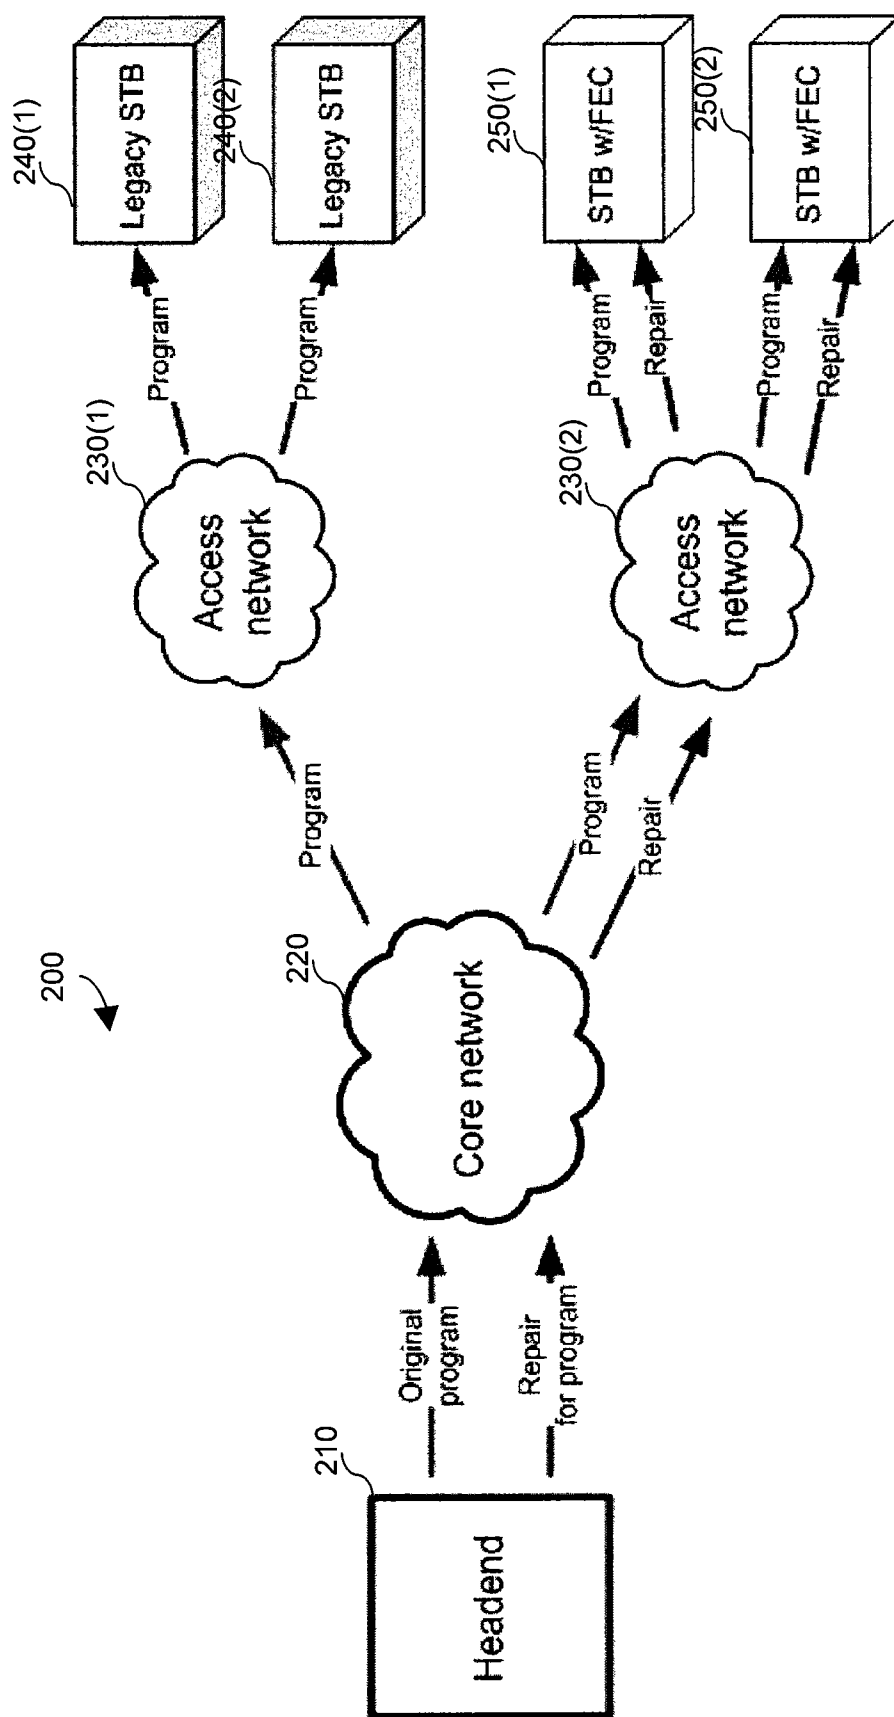 200
210
Headend
Original
program
Repair
for program
220
Core network
Program
Program
Repair
230(1)
Access
network
230(2)
Access
network
Program
Program
Program
Repair
Program
Repair
240(1)
Legacy STB
240(2)
Legacy STB
250(1)
STB w/FEC
250(2)
STB w/FEC